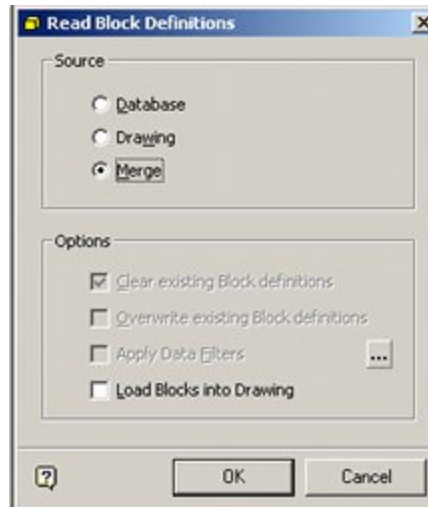 Read Block Definitions
Source
Database
Drawing
Merge
Options
Clear existing Block definitions
Overwrite existing Block definitions
Apply Data Filters
...
Load Blocks into Drawing
OK
Cancel